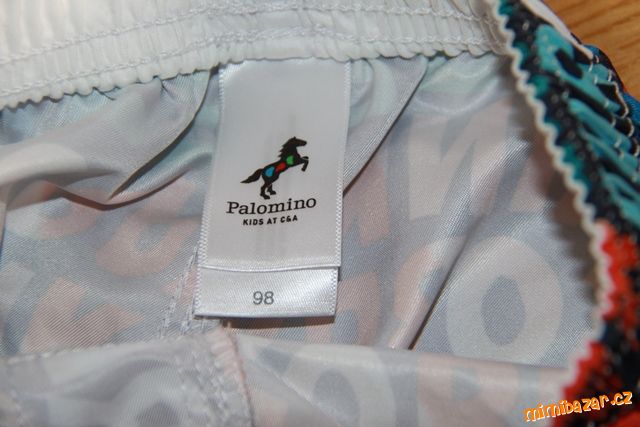 Palomino
KIDS AT C&A
98
mimibazar.cz